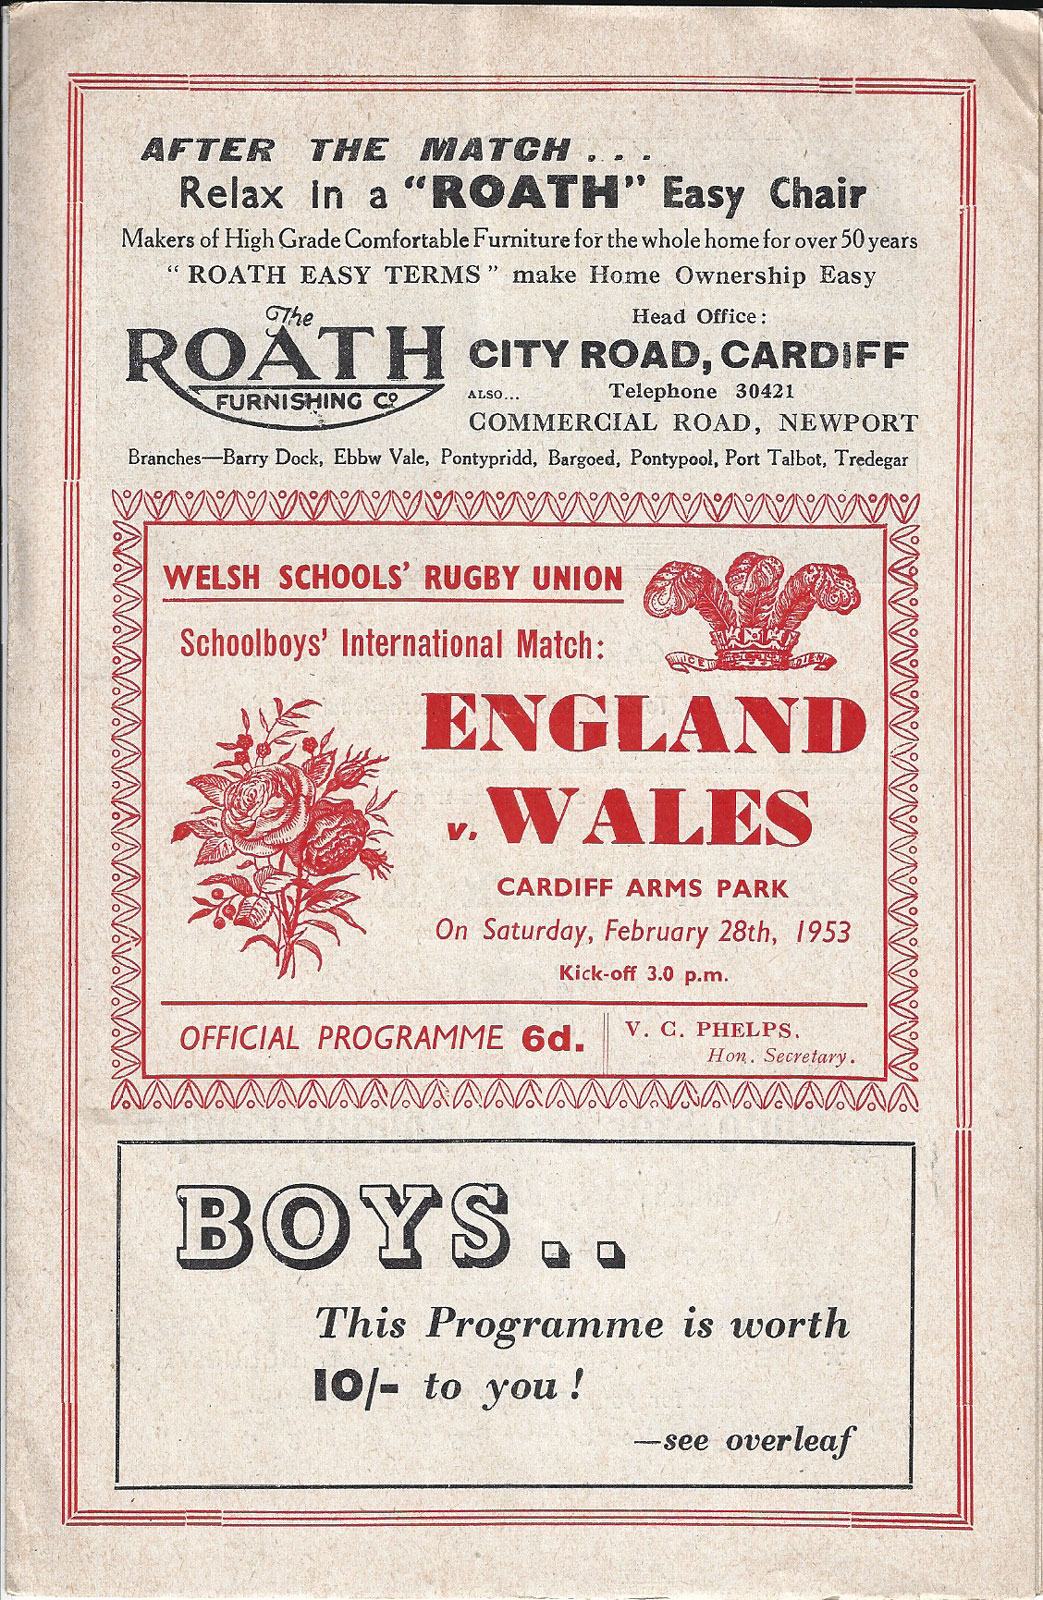 AFTER THE MATCH . . .
Relax in a "ROATH" Easy Chair
Makers of High Grade Comfortable Furniture for the whole home for over 50 years
"ROATH EASY TERMS" make Home Ownership Easy
The
ROATH
FURNISHING Co
Head Office:
CITY ROAD, CARDIFF
ALSO...
Telephone 30421
COMMERCIAL ROAD, NEWPORT
Branches—Barry Dock, Ebbw Vale, Pontypridd, Bargoed, Pontypool, Port Talbot, Tredegar
WELSH SCHOOLS' RUGBY UNION
Schoolboys' International Match:
ICH DIEN
ENGLAND
v. WALES
CARDIFF ARMS PARK
On Saturday, February 28th, 1953
Kick-off 3.0 p.m.
OFFICIAL PROGRAMME 6d.
V. C. PHELPS.
Hon. Secretary.
BOYS..
This Programme is worth
10/- to you!
—see overleaf